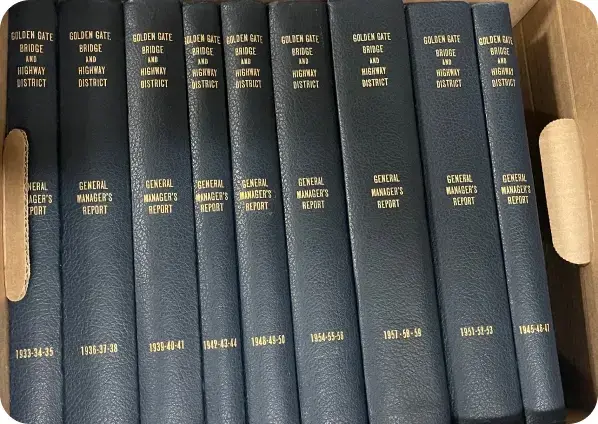 GOLDEN GATE
BRIDGE
AND
HIGHWAY
DISTRICT
GENERAL
MANAGER'S
REPORT
1933-34-35
GOLDEN GATE
BRIDGE
AND
HIGHWAY
DISTRICT
GENERAL
MANAGER'S
REPORT
1936-37-38
GOLDEN GATE
BRIDGE
AND
HIGHWAY
DISTRICT
GENERAL
MANAGER'S
REPORT
1939-40-41
GOLDEN GATE
BRIDGE
AND
HIGHWAY
DISTRICT
GENERAL
MANAGER'S
REPORT
1942-43-44
GOLDEN GATE
BRIDGE
AND
HIGHWAY
DISTRICT
GENERAL
MANAGER'S
REPORT
1948-49-50
GOLDEN GATE
BRIDGE
AND
HIGHWAY
DISTRICT
GENERAL
MANAGER'S
REPORT
1954-55-56
GOLDEN GATE
BRIDGE
AND
HIGHWAY
DISTRICT
GENERAL
MANAGER'S
REPORT
1957-58-59
GOLDEN GATE
BRIDGE
AND
HIGHWAY
DISTRICT
GENERAL
MANAGER'S
REPORT
1951-52-53
GOLDEN GATE
BRIDGE
AND
HIGHWAY
DISTRICT
GENERAL
MANAGER'S
REPORT
1945-46-47